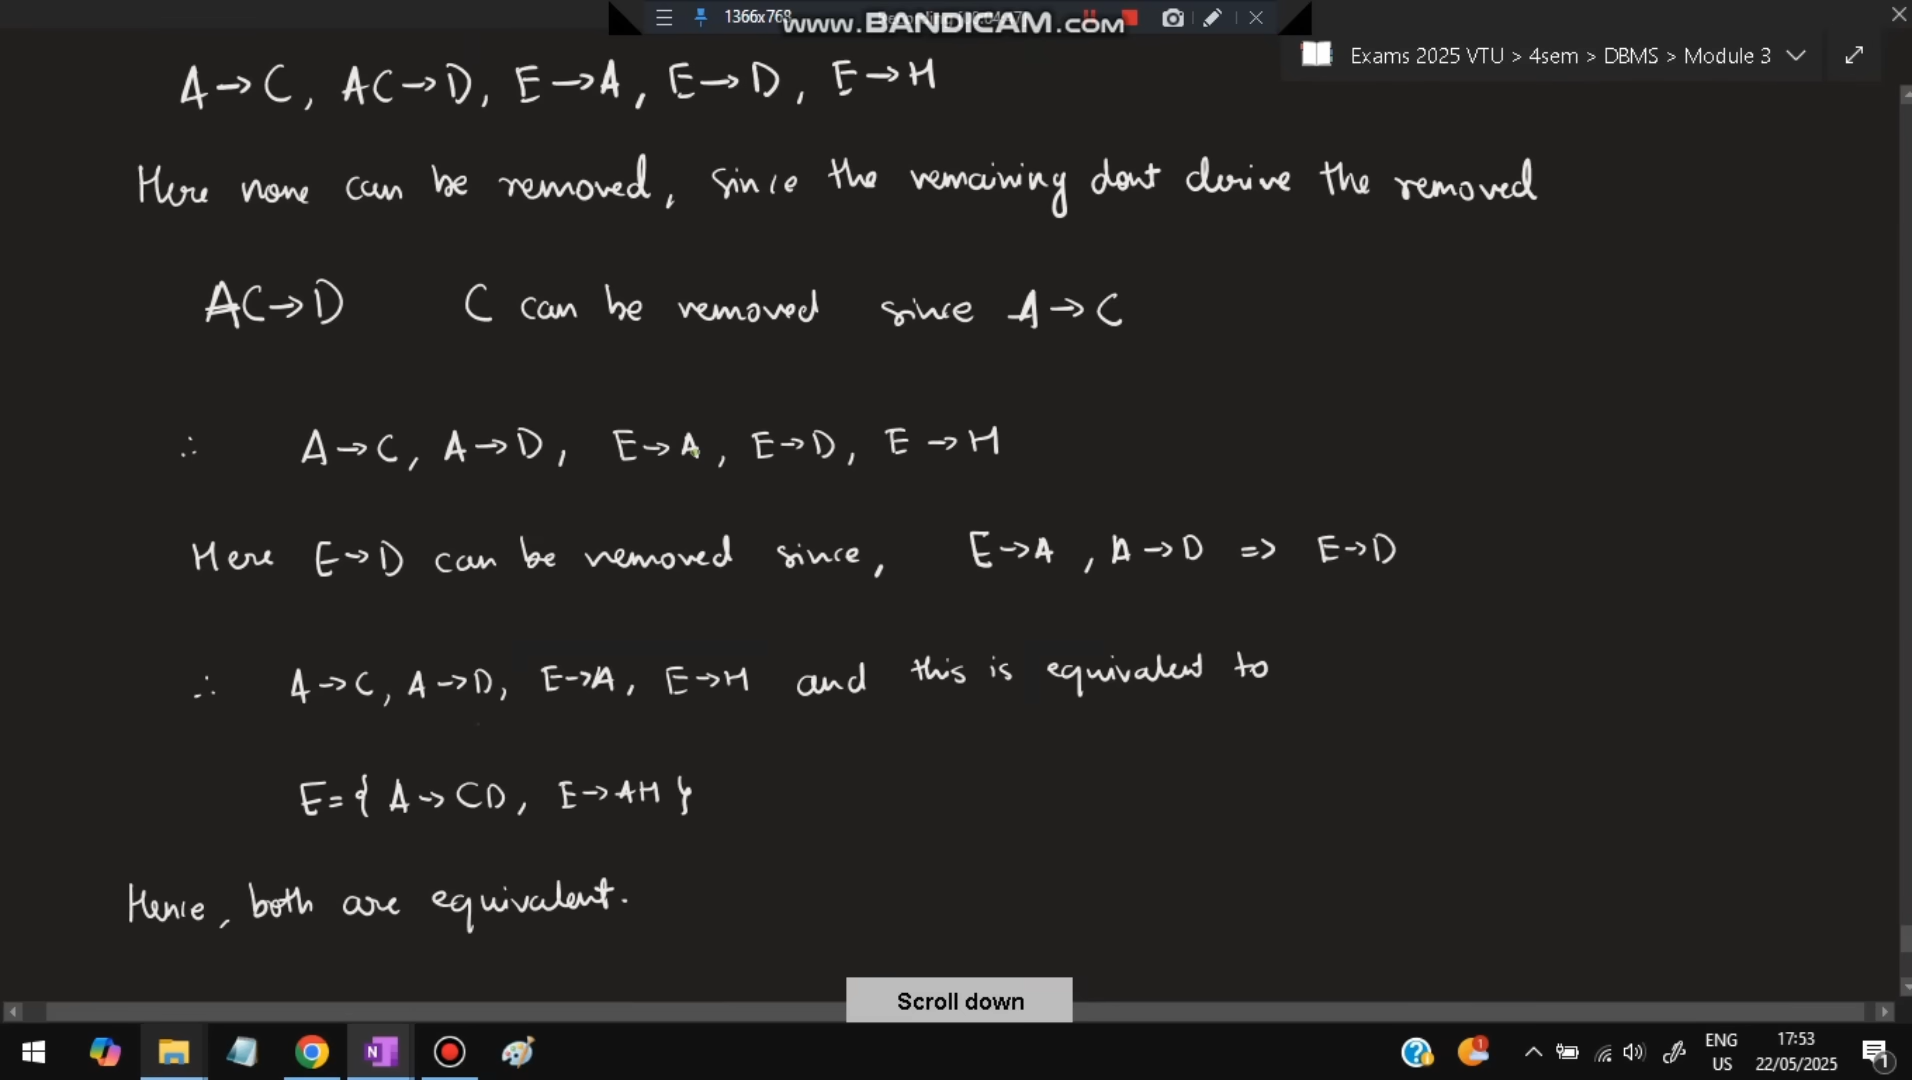 1366x768
www.BANDICAM.com
Exams 2025 VTU > 4sem > DBMS > Module 3
A → C, AC → D, E → A, E → D, E → H
Here none can be removed, since the remaining dont derive the removed
AC → D C can be removed since A → C
∴ A → C, A → D, E → A, E → D, E → H
Here E → D can be removed since, E → A, A → D => E → D
∴ A → C, A → D, E → A, E → H and this is equivalent to
E = { A → CD, E → AH }
Hence, both are equivalent.
Scroll down
ENG
US
17:53
22/05/2025